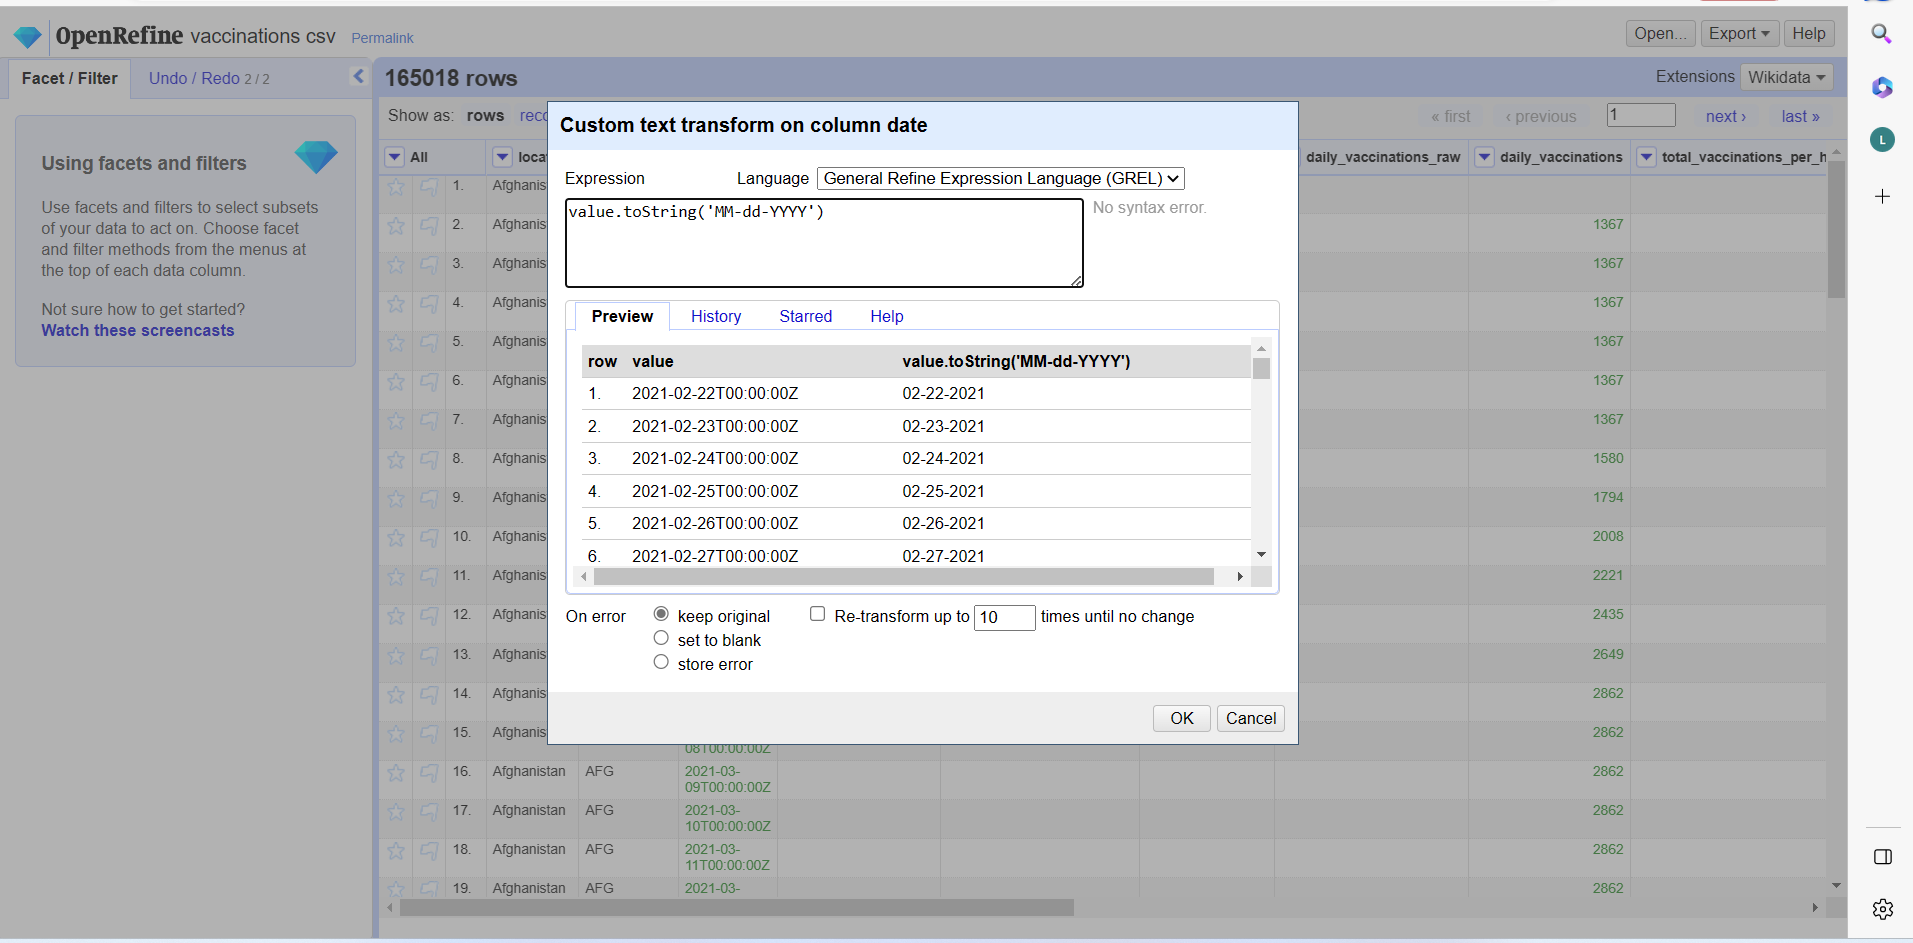 OpenRefine vaccinations csv Permalink
Open... Export Help
Facet / Filter Undo / Redo 2 / 2
165018 rows
Extensions Wikidata
Show as: rows reco
« first ‹ previous 1 next › last »
Using facets and filters
Use facets and filters to select subsets
of your data to act on. Choose facet
and filter methods from the menus at
the top of each data column.
Not sure how to get started?
Watch these screencasts
All loca daily_vaccinations_raw daily_vaccinations total_vaccinations_per_h
1. Afghanis
2. Afghanis 1367
3. Afghanis 1367
4. Afghanis 1367
5. Afghanis 1367
6. Afghanis 1367
7. Afghanis 1367
8. Afghanis 1580
9. Afghanis 1794
10. Afghanis 2008
11. Afghanis 2221
12. Afghanis 2435
13. Afghanis 2649
14. Afghanis 2862
15. Afghanis 2862
08T00:00:00Z
16. Afghanistan AFG 2021-03- 2862
09T00:00:00Z
17. Afghanistan AFG 2021-03- 2862
10T00:00:00Z
18. Afghanistan AFG 2021-03- 2862
11T00:00:00Z
19. Afghanistan AFG 2021-03- 2862
Custom text transform on column date
Expression Language General Refine Expression Language (GREL)
value.toString('MM-dd-YYYY')
No syntax error.
Preview History Starred Help
row value value.toString('MM-dd-YYYY')
1. 2021-02-22T00:00:00Z 02-22-2021
2. 2021-02-23T00:00:00Z 02-23-2021
3. 2021-02-24T00:00:00Z 02-24-2021
4. 2021-02-25T00:00:00Z 02-25-2021
5. 2021-02-26T00:00:00Z 02-26-2021
6. 2021-02-27T00:00:00Z 02-27-2021
On error keep original Re-transform up to 10 times until no change
set to blank
store error
OK Cancel
L